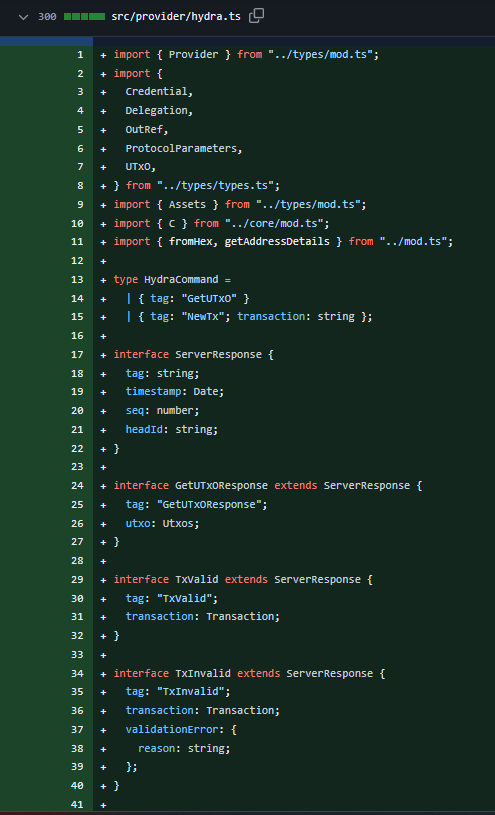 300 src/provider/hydra.ts
1 + import { Provider } from "../types/mod.ts";
2 + import {
3 + Credential,
4 + Delegation,
5 + OutRef,
6 + ProtocolParameters,
7 + UTxO,
8 + } from "../types/types.ts";
9 + import { Assets } from "../types/mod.ts";
10 + import { C } from "../core/mod.ts";
11 + import { fromHex, getAddressDetails } from "../mod.ts";
12 +
13 + type HydraCommand =
14 + | { tag: "GetUTxO" }
15 + | { tag: "NewTx"; transaction: string };
16 +
17 + interface ServerResponse {
18 + tag: string;
19 + timestamp: Date;
20 + seq: number;
21 + headId: string;
22 + }
23 +
24 + interface GetUTxOResponse extends ServerResponse {
25 + tag: "GetUTxOResponse";
26 + utxo: Utxos;
27 + }
28 +
29 + interface TxValid extends ServerResponse {
30 + tag: "TxValid";
31 + transaction: Transaction;
32 + }
33 +
34 + interface TxInvalid extends ServerResponse {
35 + tag: "TxInvalid";
36 + transaction: Transaction;
37 + validationError: {
38 + reason: string;
39 + };
40 + }
41 +